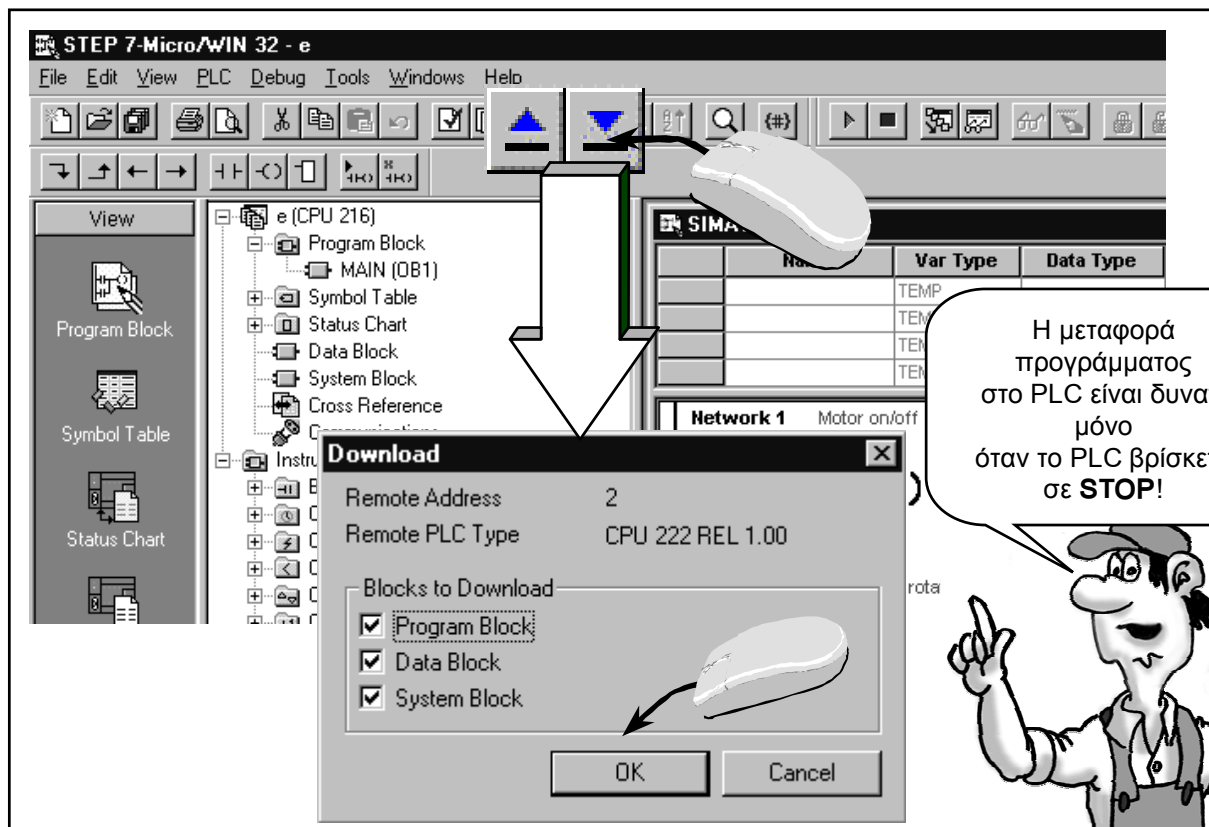 STEP 7-Micro/WIN 32 - e
File Edit View PLC Debug Tools Windows Help
View
Program Block
Symbol Table
Status Chart
e (CPU 216)
Program Block
MAIN (OB1)
Symbol Table
Status Chart
Data Block
System Block
Cross Reference
Var Type Data Type
TEMP
Network 1 Motor on/off
Η μεταφορά
προγράμματος
στο PLC είναι
μόνο
όταν το PLC
σε STOP!
Download
Remote Address 2
Remote PLC Type CPU 222 REL 1.00
Blocks to Download
Program Block
Data Block
System Block
OK Cancel